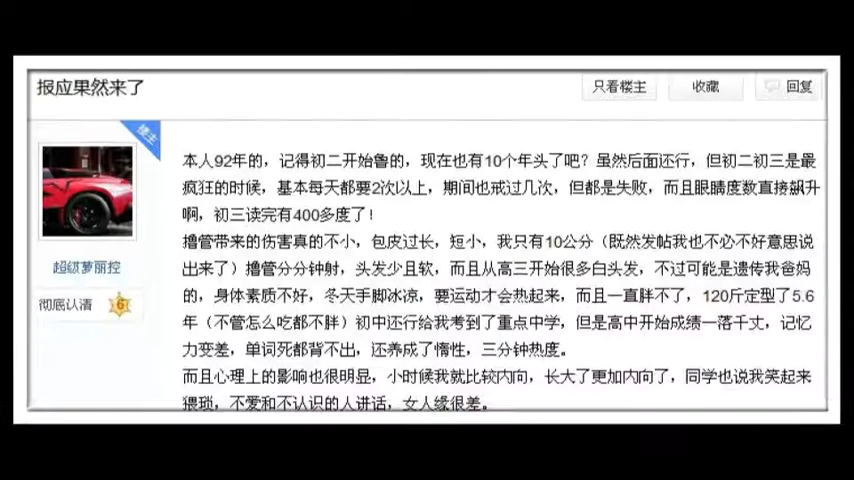 报应果然来了
只看楼主
收藏
回复
楼主
本人92年的，记得初二开始鲁的，现在也有10个年头了吧？虽然后面还行，但初二初三是最
疯狂的时候，基本每天都要2次以上，期间也戒过几次，但都是失败，而且眼睛度数直接飙升
啊，初三读完有400多度了！
撸管带来的伤害真的不小，包皮过长，短小，我只有10公分（既然发帖我也不必不好意思说
出来了）撸管分分钟射，头发少且软，而且从高三开始很多白头发，不过可能是遗传我爸妈
的，身体素质不好，冬天手脚冰凉，要运动才会热起来，而且一直胖不了，120斤定型了5.6
年（不管怎么吃都不胖）初中还行给我考到了重点中学，但是高中开始成绩一落千丈，记忆
力变差，单词死都背不出，还养成了惰性，三分钟热度。
而且心理上的影响也很明显，小时候我就比较内向，长大了更加内向了，同学也说我笑起来
猥琐，不爱和不认识的人讲话，女人缘很差。
超级萝丽控
彻底认清
6